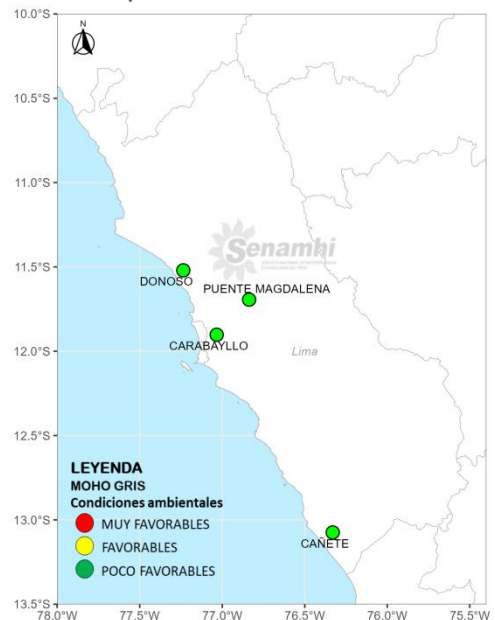 10.0°S
N
10.5°S
11.0°S
Senamhi
11.5°S
DONOSO
PUENTE MAGDALENA
CARABAYLLO
Lima
12.0°S
12.5°S
LEYENDA
MOHO GRIS
Condiciones ambientales
MUY FAVORABLES
FAVORABLES
POCO FAVORABLES
13.0°S
CAÑETE
13.5°S
78.0°W 77.5°W 77.0°W 76.5°W 76.0°W 75.5°W